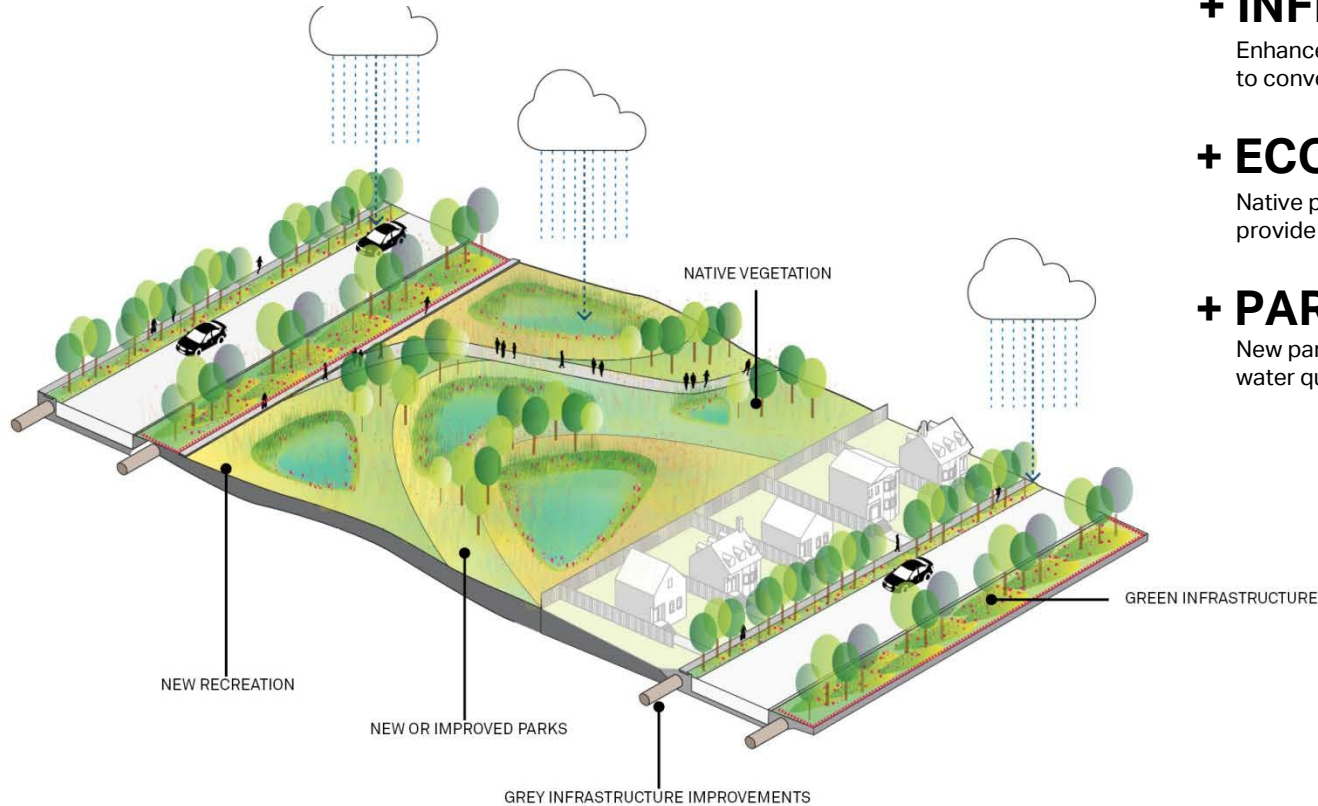 + INF
Enhance
to conve
+ ECO
Native p
provide
+ PAR
New par
water qu
NATIVE VEGETATION
GREEN INFRASTRUCTURE
NEW RECREATION
NEW OR IMPROVED PARKS
GREY INFRASTRUCTURE IMPROVEMENTS